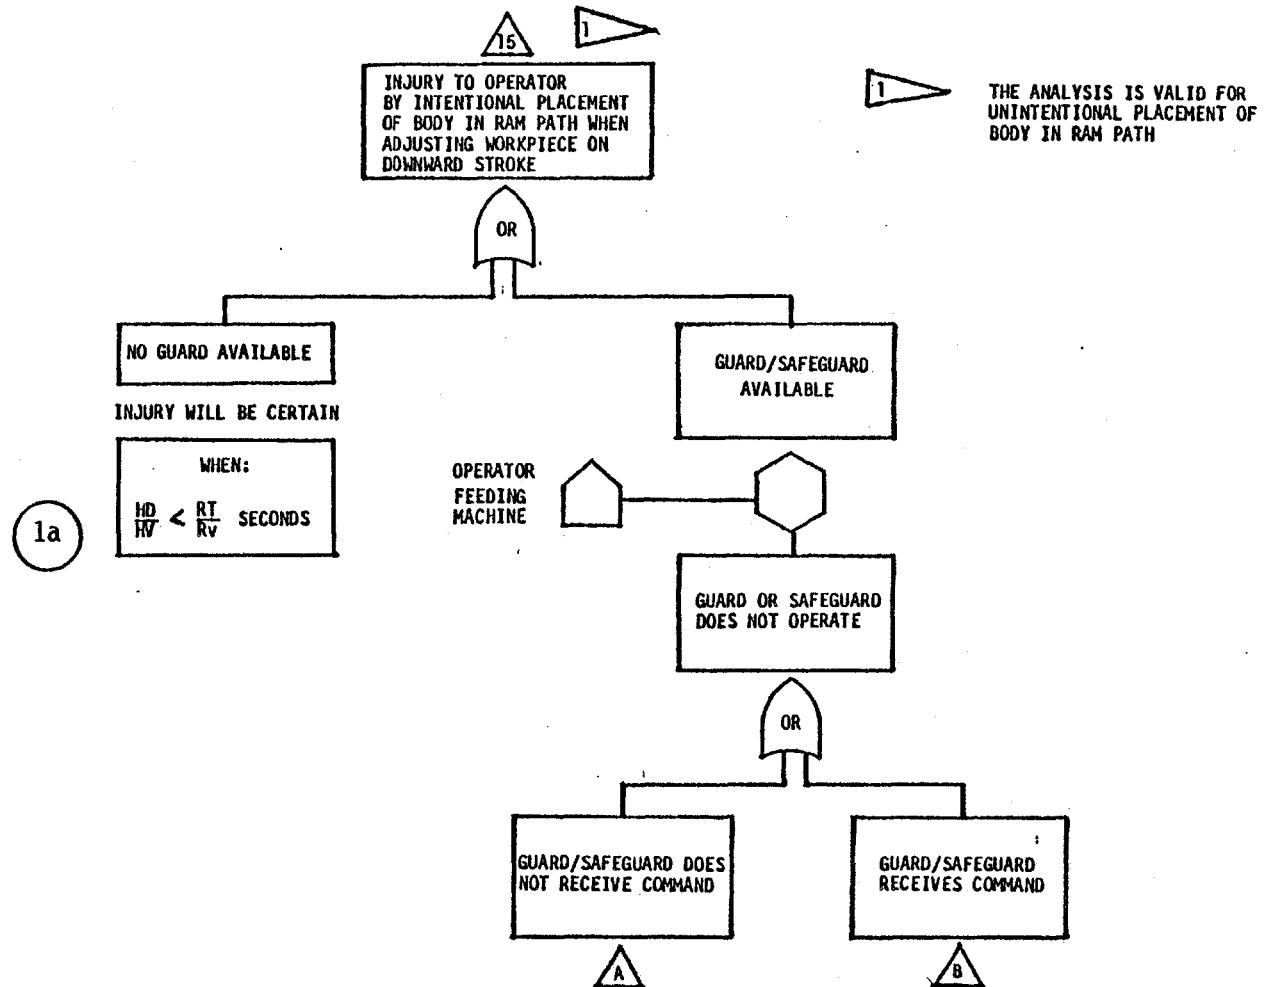 15
1
INJURY TO OPERATOR
BY INTENTIONAL PLACEMENT
OF BODY IN RAM PATH WHEN
ADJUSTING WORKPIECE ON
DOWNWARD STROKE
1
THE ANALYSIS IS VALID FOR
UNINTENTIONAL PLACEMENT OF
BODY IN RAM PATH
OR
NO GUARD AVAILABLE
INJURY WILL BE CERTAIN
WHEN:
HD/HV < RT/Rv SECONDS
1a
GUARD/SAFEGUARD
AVAILABLE
OPERATOR
FEEDING
MACHINE
GUARD OR SAFEGUARD
DOES NOT OPERATE
OR
GUARD/SAFEGUARD DOES
NOT RECEIVE COMMAND
A
GUARD/SAFEGUARD
RECEIVES COMMAND
B